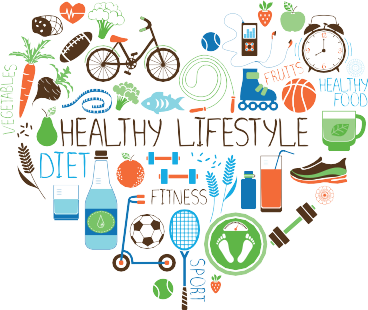 VEGETABLES
FRUITS
HEALTHY
FOOD
HEALTHY LIFESTYLE
DIET
FITNESS
SPORT